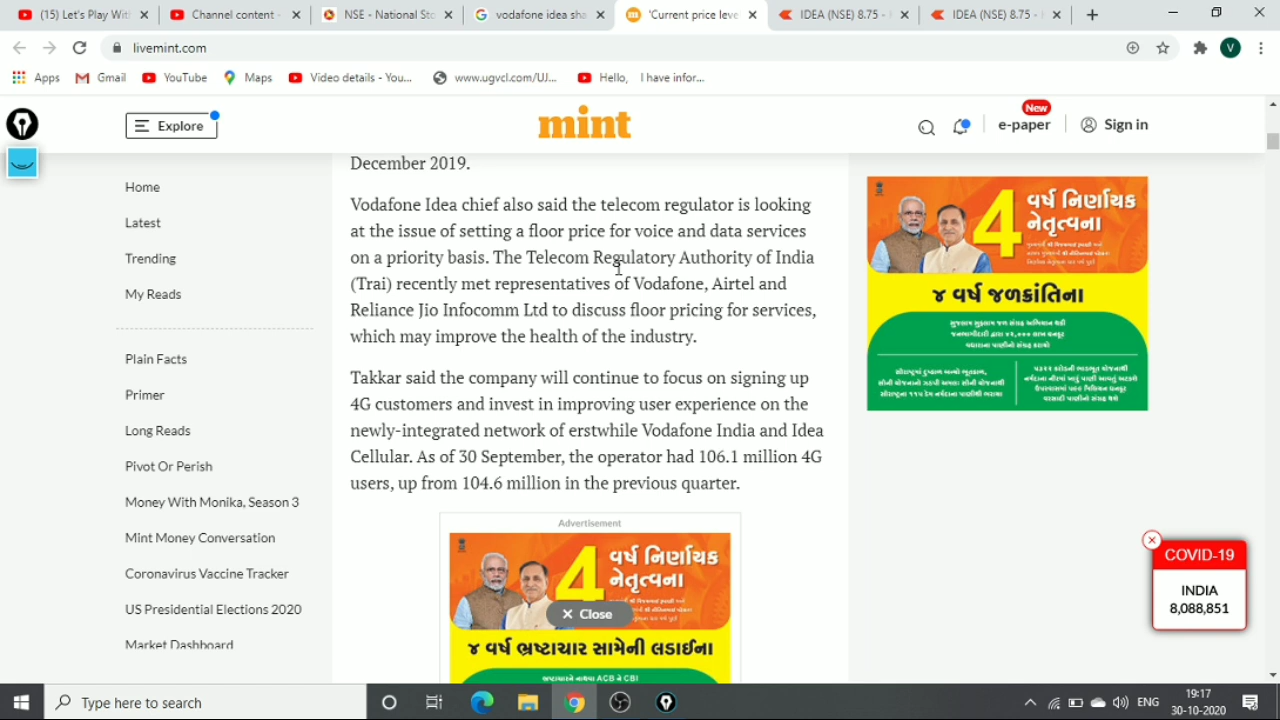 (15) Let's Play Wit
Channel content -
NSE - National Sto
vodafone idea sha
'Current price leve
IDEA (NSE) 8.75 -
IDEA (NSE) 8.75 -
livemint.com
V
Apps
Gmail
YouTube
Maps
Video details - You...
www.ugvcl.com/UJ...
Hello, I have infor...
Explore
mint
New
e-paper
Sign in
Home
Latest
Trending
My Reads
Plain Facts
Primer
Long Reads
Pivot Or Perish
Money With Monika, Season 3
Mint Money Conversation
Coronavirus Vaccine Tracker
US Presidential Elections 2020
Market Dashboard
December 2019.
Vodafone Idea chief also said the telecom regulator is looking
at the issue of setting a floor price for voice and data services
on a priority basis. The Telecom Regulatory Authority of India
(Trai) recently met representatives of Vodafone, Airtel and
Reliance Jio Infocomm Ltd to discuss floor pricing for services,
which may improve the health of the industry.
Takkar said the company will continue to focus on signing up
4G customers and invest in improving user experience on the
newly-integrated network of erstwhile Vodafone India and Idea
Cellular. As of 30 September, the operator had 106.1 million 4G
users, up from 104.6 million in the previous quarter.
Advertisement
4 વર્ષ નિર્ણાયક
નેતૃત્વના
✕ Close
૪ વર્ષ ભ્રષ્ટાચાર સામેની લડાઈના
4 વર્ષ નિર્ણાયક
નેતૃત્વના
૪ વર્ષ જળક્રાંતિના
COVID-19
INDIA
8,088,851
Type here to search
ENG
19:17
30-10-2020